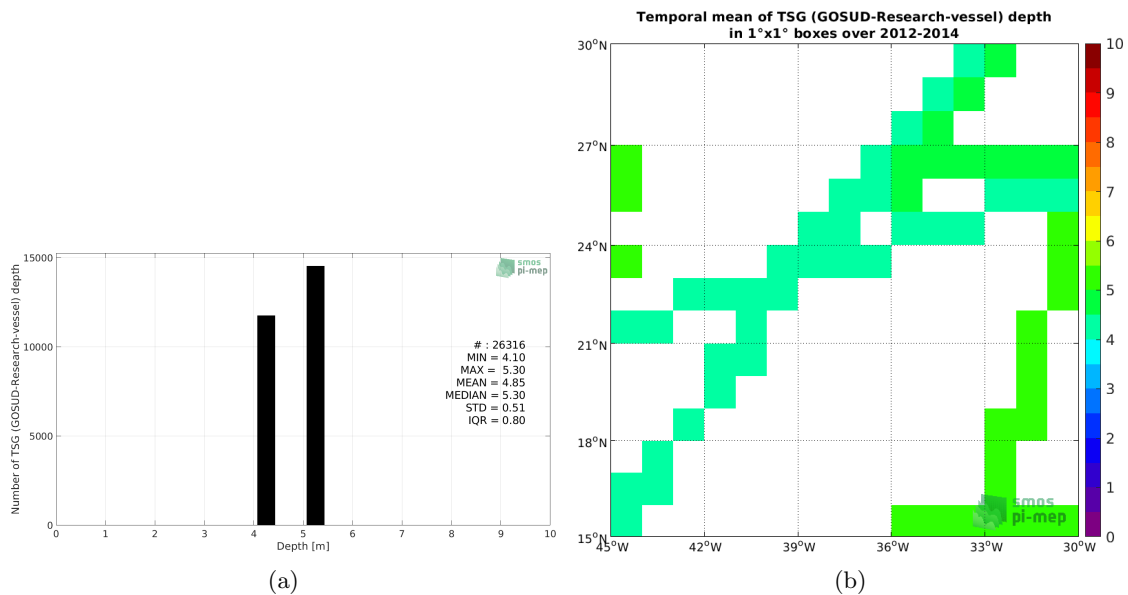 Temporal mean of TSG (GOSUD-Research-vessel) depth
in 1°x1° boxes over 2012-2014
Number of TSG (GOSUD-Research-vessel) depth
15000
10000
5000
0
smos
pi-mep
# : 26316
MIN = 4.10
MAX = 5.30
MEAN = 4.85
MEDIAN = 5.30
STD = 0.51
IQR = 0.80
0 1 2 3 4 5 6 7 8 9 10
Depth [m]
(a)
30°N
27°N
24°N
21°N
18°N
15°N
45°W 42°W 39°W 36°W 33°W 30°W
smos
pi-mep
10
9
8
7
6
5
4
3
2
1
0
(b)